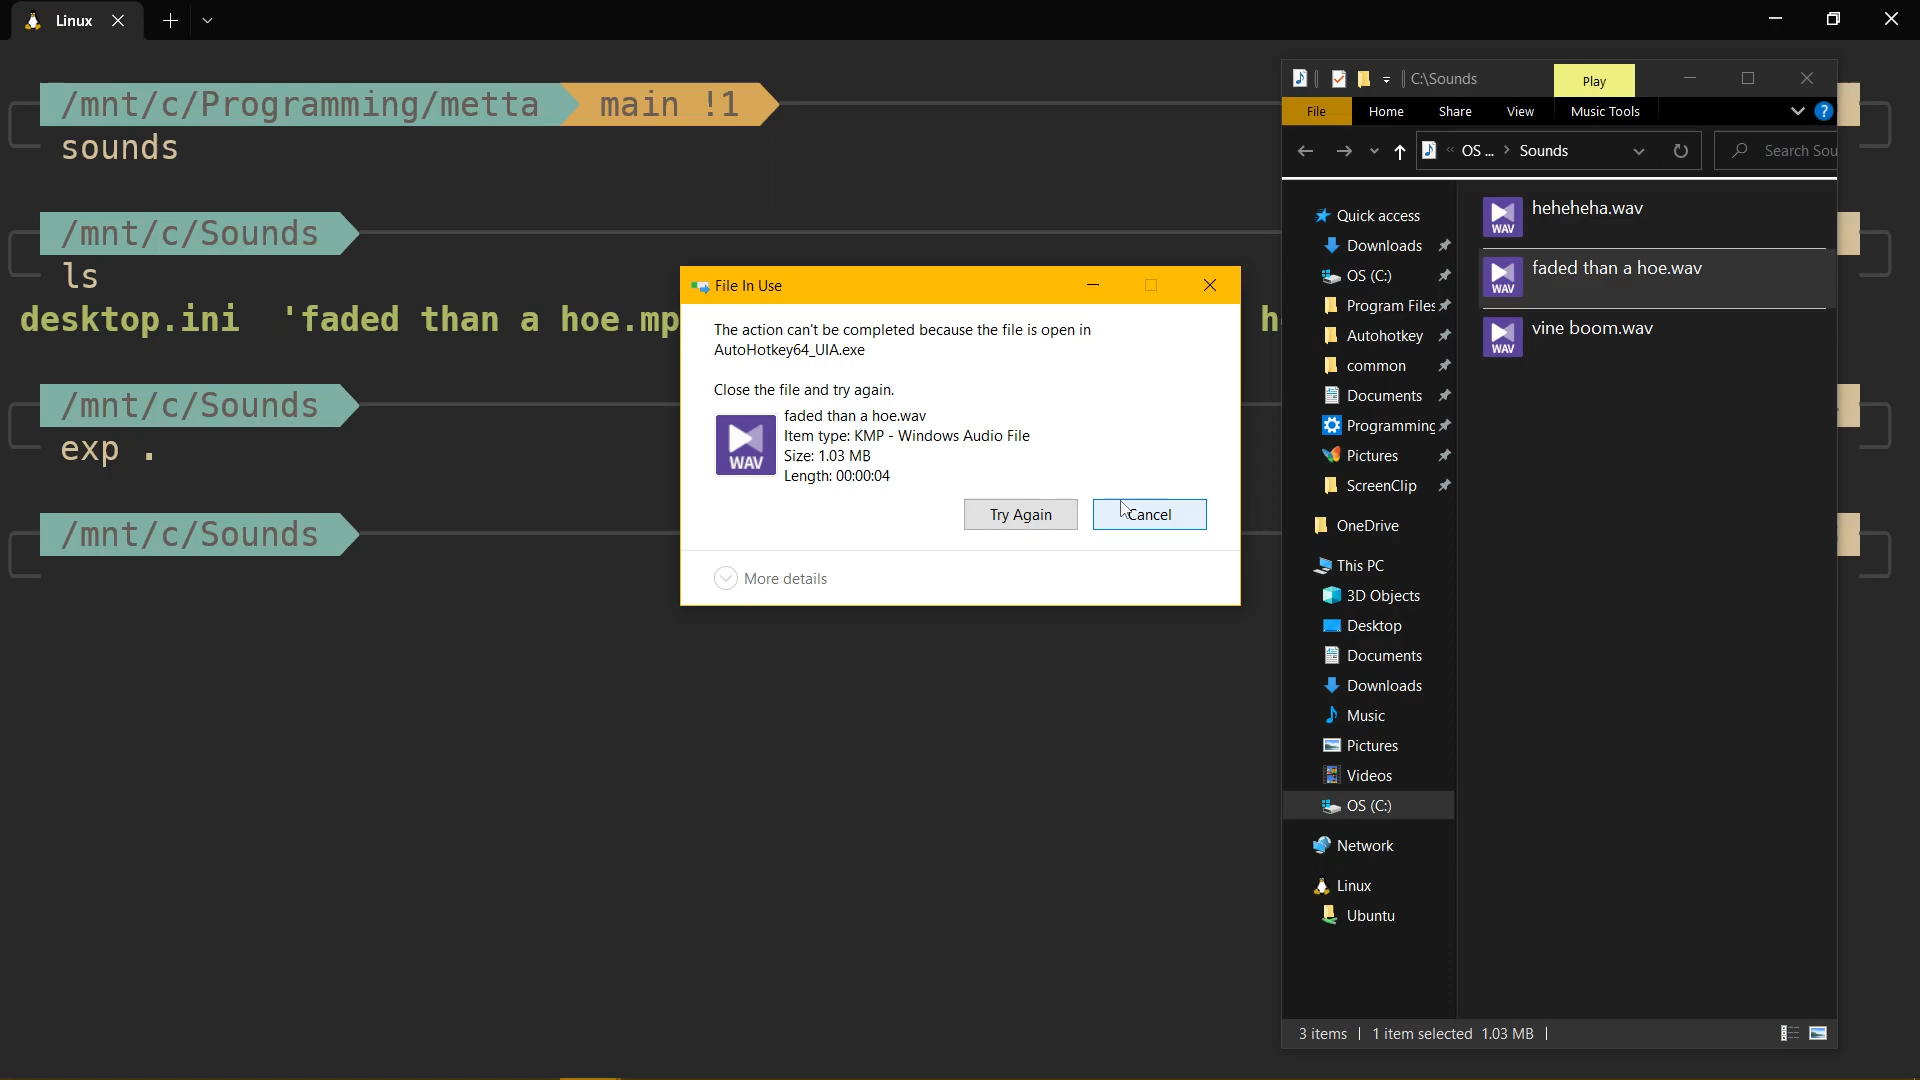 Linux
/mnt/c/Programming/metta main !1
sounds
/mnt/c/Sounds
ls
desktop.ini 'faded than a hoe.mp
/mnt/c/Sounds
exp .
/mnt/c/Sounds
File In Use
The action can't be completed because the file is open in
AutoHotkey64_UIA.exe
Close the file and try again.
WAV
faded than a hoe.wav
Item type: KMP - Windows Audio File
Size: 1.03 MB
Length: 00:00:04
Try Again
Cancel
More details
C:\Sounds
Play
File Home Share View Music Tools
?
« OS ... > Sounds
Search Sou
Quick access
Downloads
OS (C:)
Program Files
Autohotkey
common
Documents
Programming
Pictures
ScreenClip
OneDrive
This PC
3D Objects
Desktop
Documents
Downloads
Music
Pictures
Videos
OS (C:)
Network
Linux
Ubuntu
WAV
heheheha.wav
WAV
faded than a hoe.wav
WAV
vine boom.wav
3 items 1 item selected 1.03 MB